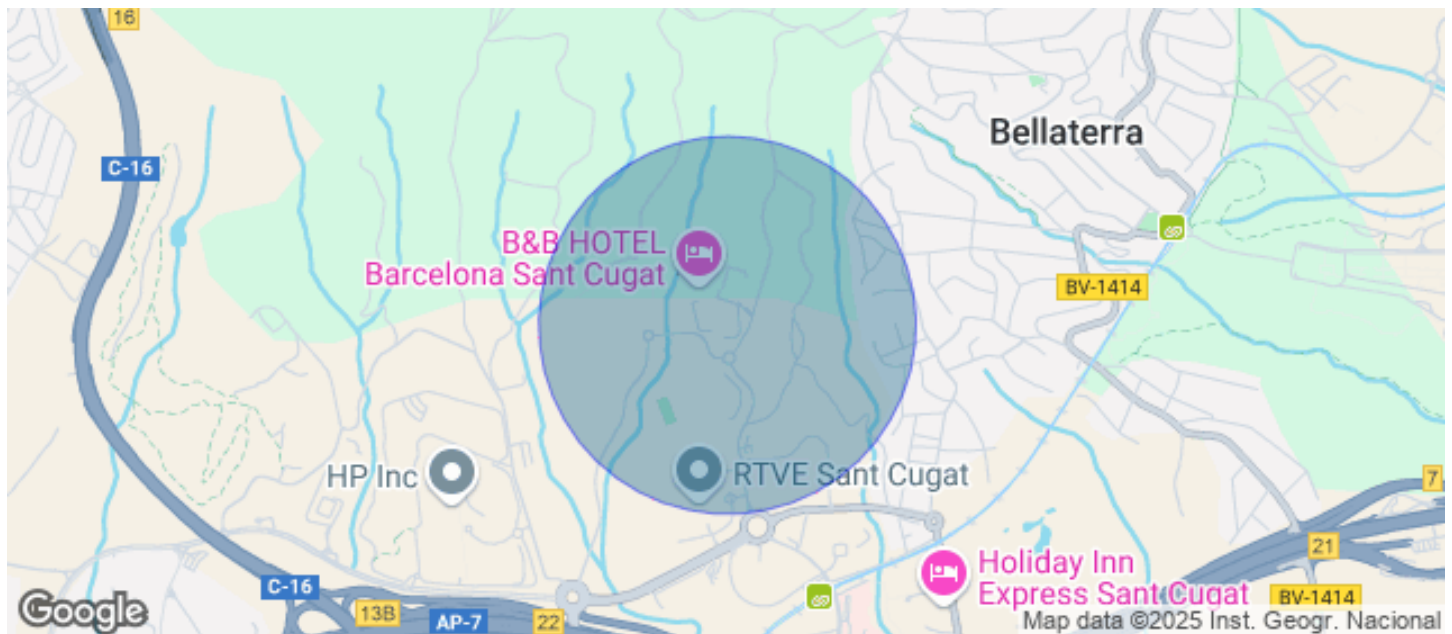 16
Bellaterra
C-16
B&B HOTEL
Barcelona Sant Cugat
BV-1414
HP Inc
RTVE Sant Cugat
7
21
Holiday Inn
Express Sant Cugat
C-16
13B
AP-7
22
BV-1414
Google
Map data ©2025 Inst. Geogr. Nacional